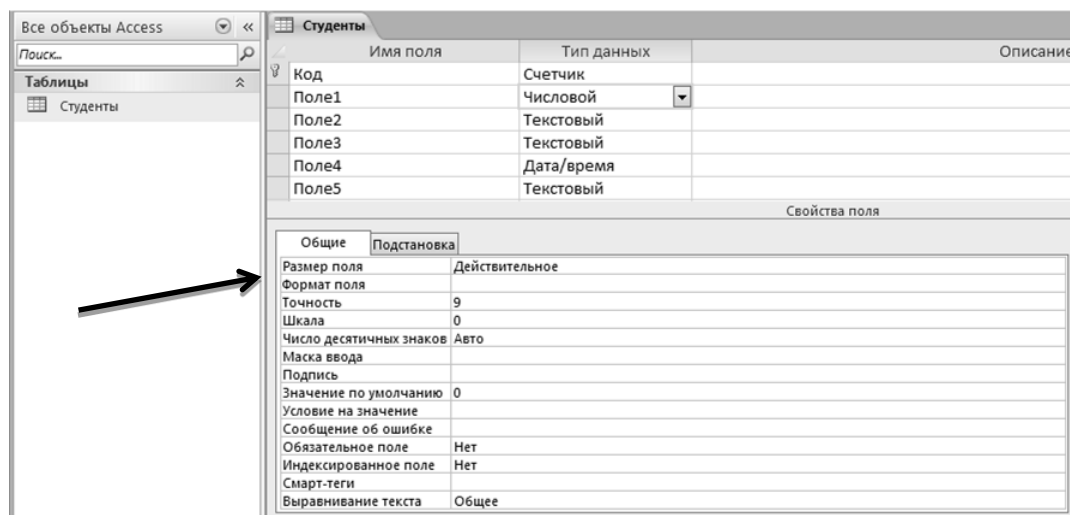 Все объекты Access
Поиск...
Таблицы
Студенты
Студенты
Имя поля Тип данных Описание
Код Счетчик
Поле1 Числовой
Поле2 Текстовый
Поле3 Текстовый
Поле4 Дата/время
Поле5 Текстовый
Свойства поля
Общие Подстановка
Размер поля Действительное
Формат поля
Точность 9
Шкала 0
Число десятичных знаков Авто
Маска ввода
Подпись
Значение по умолчанию 0
Условие на значение
Сообщение об ошибке
Обязательное поле Нет
Индексированное поле Нет
Смарт-теги
Выравнивание текста Общее